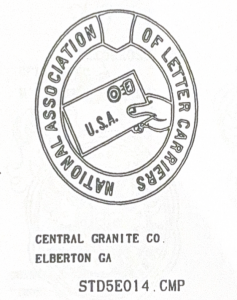 NATIONAL ASSOCIATION OF LETTER CARRIERS
U.S.A.
CENTRAL GRANITE CO.
ELBERTON GA
STD5E014.CMP